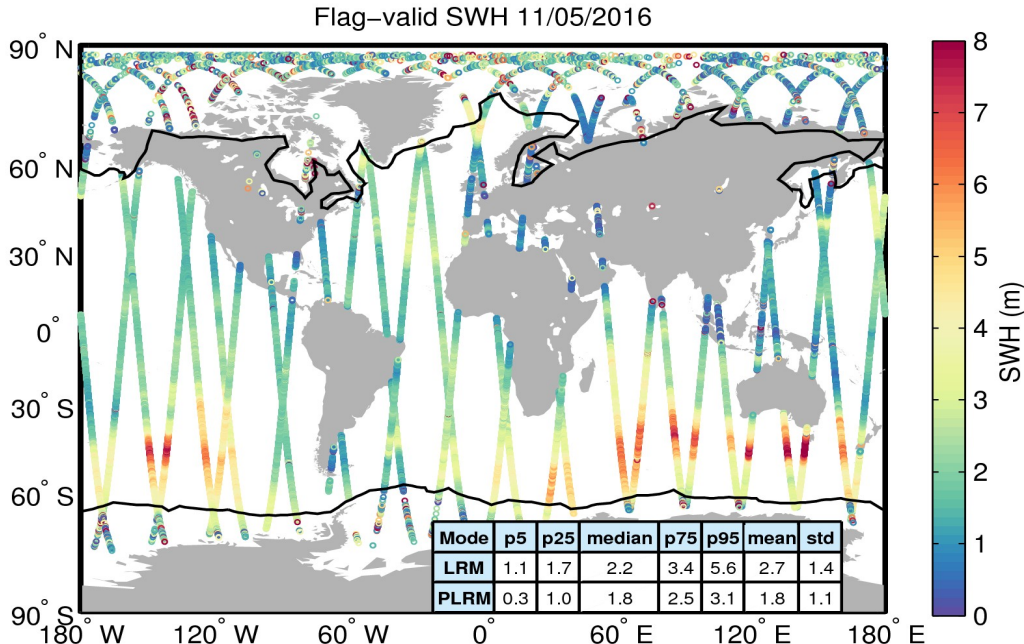 Flag−valid SWH 11/05/2016
90° N
60° N
30° N
0°
30° S
60° S
90° S
180° W
120° W
60° W
0°
60° E
120° E
180° E
8
7
6
5
4
3
2
1
0
SWH (m)
Mode p5 p25 median p75 p95 mean std
LRM 1.1 1.7 2.2 3.4 5.6 2.7 1.4
PLRM 0.3 1.0 1.8 2.5 3.1 1.8 1.1